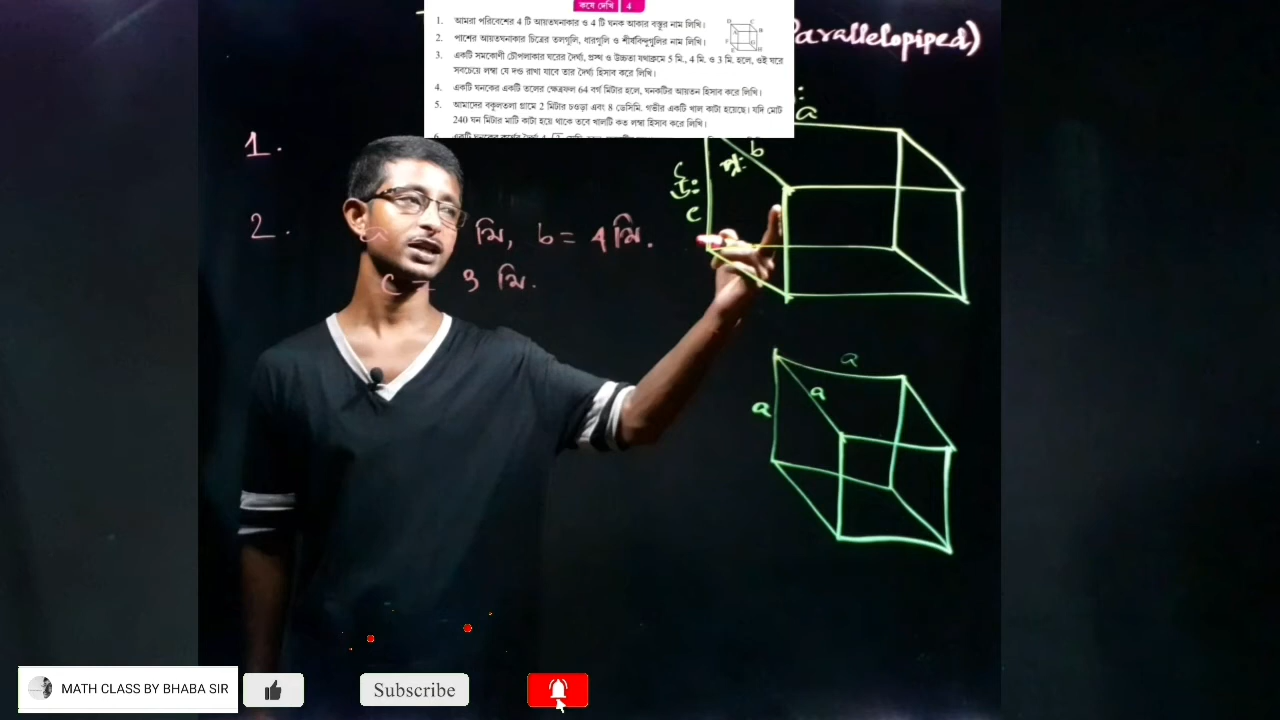 কষে দেখি 4
1. আমরা পরিবেশের 4 টি আয়তঘনাকার ও 4 টি ঘনক আকার বস্তুর নাম লিখি।
2. পাশের আয়তঘনাকার চিত্রের তলগুলি, ধারগুলি ও শীর্ষবিন্দুগুলির নাম লিখি।
3. একটি সমকোণী চৌপলাকার ঘরের দৈর্ঘ্য, প্রস্থ ও উচ্চতা যথাক্রমে 5 মি., 4 মি. ও 3 মি. হলে, ওই ঘরে
সবচেয়ে লম্বা যে দণ্ড রাখা যাবে তার দৈর্ঘ্য হিসাব করে লিখি।
4. একটি ঘনকের একটি তলের ক্ষেত্রফল 64 বর্গ মিটার হলে, ঘনকটির আয়তন হিসাব করে লিখি।
5. আমাদের বকুলতলা গ্রামে 2 মিটার চওড়া এবং 8 ডেসিমি. গভীর একটি খাল কাটা হয়েছে। যদি মোট
240 ঘন মিটার মাটি কাটা হয়ে থাকে তবে খালটি কত লম্বা হিসাব করে লিখি।
Parallelopiped)
a
1.
b
প্র:
c
2. a মি, b = 4 মি.
c = 3 মি.
a
a
a
MATH CLASS BY BHABA SIR
Subscribe